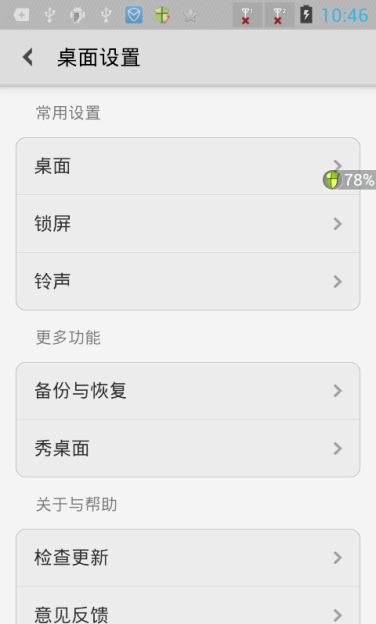 10:46
桌面设置
常用设置
桌面
78%
锁屏
铃声
更多功能
备份与恢复
秀桌面
关于与帮助
检查更新
意见反馈